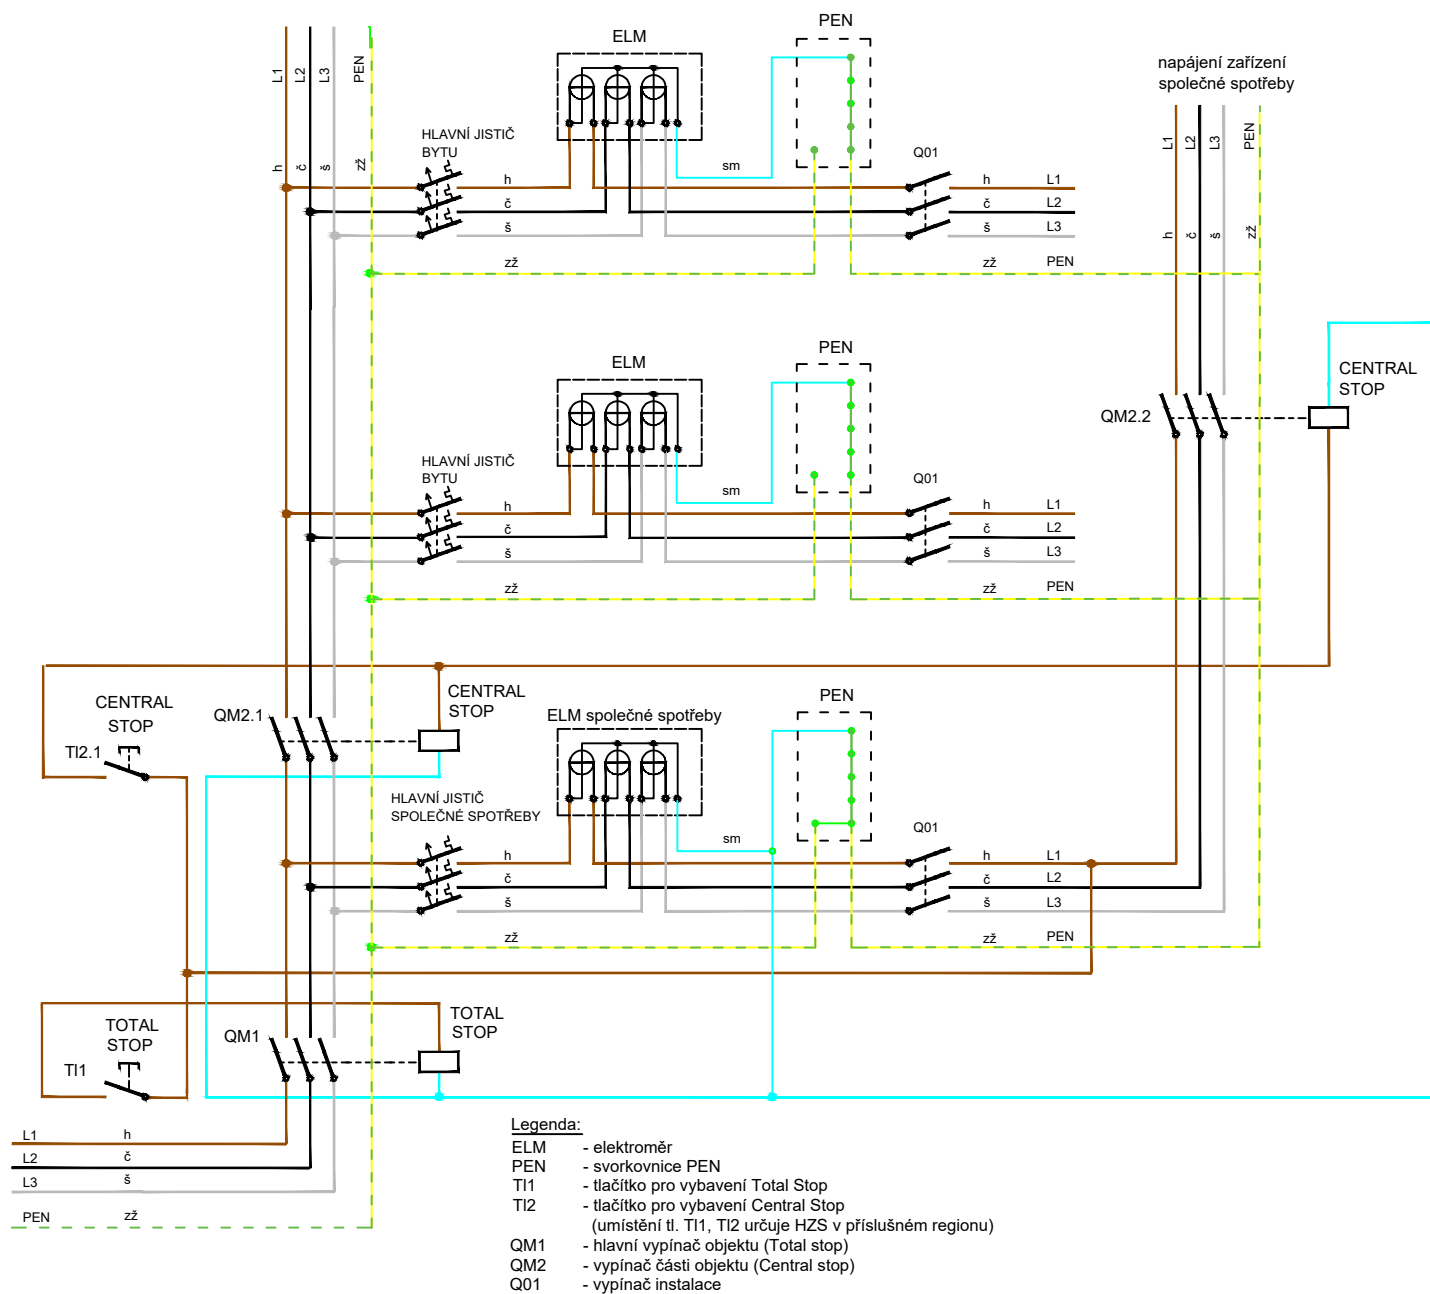 PEN
ELM
napájení zařízení
společné spotřeby
L1
L2
L3
PEN
h
č
š
zž
HLAVNÍ JISTIČ
BYTU
sm
Q01
h
č
š
zž
h L1
č L2
š L3
zž PEN
L1
L2
L3
PEN
h
č
š
zž
ELM
PEN
CENTRAL
STOP
QM2.2
HLAVNÍ JISTIČ
BYTU
sm
Q01
h
č
š
zž
h L1
č L2
š L3
zž PEN
CENTRAL
STOP
TI2.1
QM2.1
CENTRAL
STOP
ELM společné spotřeby
PEN
HLAVNÍ JISTIČ
SPOLEČNÉ SPOTŘEBY
sm
Q01
h
č
š
zž
h L1
č L2
š L3
zž PEN
TOTAL
STOP
TI1
QM1
TOTAL
STOP
L1 h
L2 č
L3 š
PEN zž
Legenda:
ELM - elektroměr
PEN - svorkovnice PEN
TI1 - tlačítko pro vybavení Total Stop
TI2 - tlačítko pro vybavení Central Stop
(umístění tl. TI1, TI2 určuje HZS v příslušném regionu)
QM1 - hlavní vypínač objektu (Total stop)
QM2 - vypínač části objektu (Central stop)
Q01 - vypínač instalace